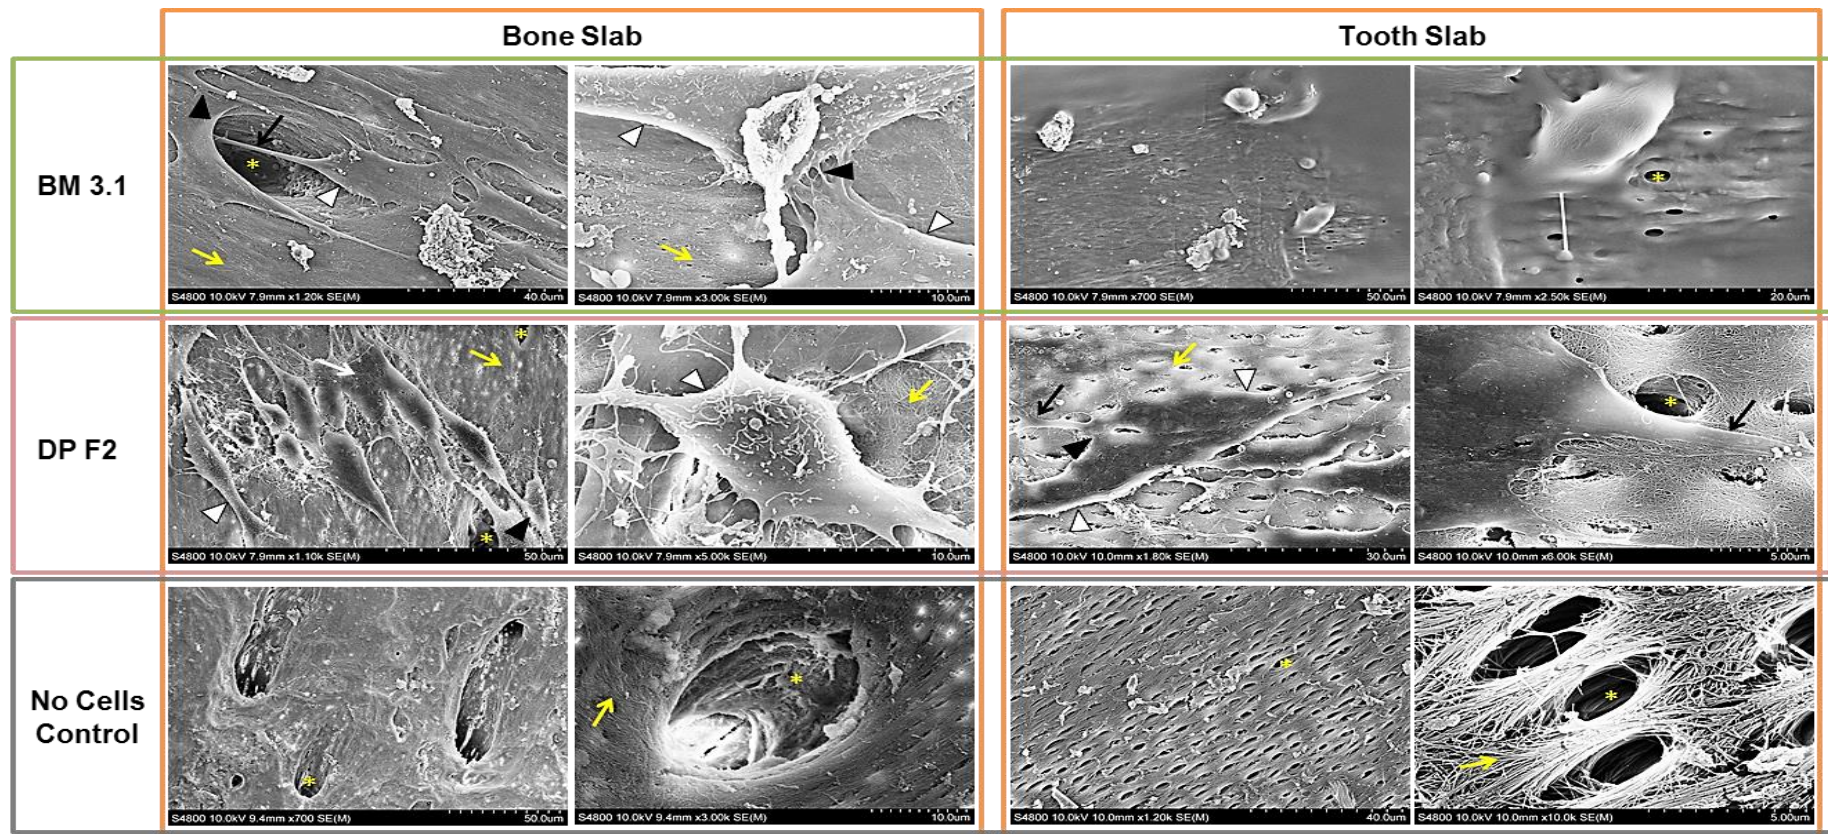 Bone Slab
Tooth Slab
BM 3.1
S4800 10.0kV 7.9mm x1.20k SE(M) 40.0um
S4800 10.0kV 7.9mm x3.00k SE(M) 10.0um
S4800 10.0kV 7.9mm x700 SE(M) 50.0um
S4800 10.0kV 7.9mm x2.50k SE(M) 20.0um
DP F2
S4800 10.0kV 7.9mm x1.10k SE(M) 50.0um
S4800 10.0kV 7.9mm x5.00k SE(M) 10.0um
S4800 10.0kV 10.0mm x1.80k SE(M) 30.0um
S4800 10.0kV 10.0mm x6.00k SE(M) 5.00um
No Cells
Control
S4800 10.0kV 9.4mm x700 SE(M) 50.0um
S4800 10.0kV 9.4mm x3.00k SE(M) 10.0um
S4800 10.0kV 10.0mm x1.20k SE(M) 40.0um
S4800 10.0kV 10.0mm x10.0k SE(M) 5.00um